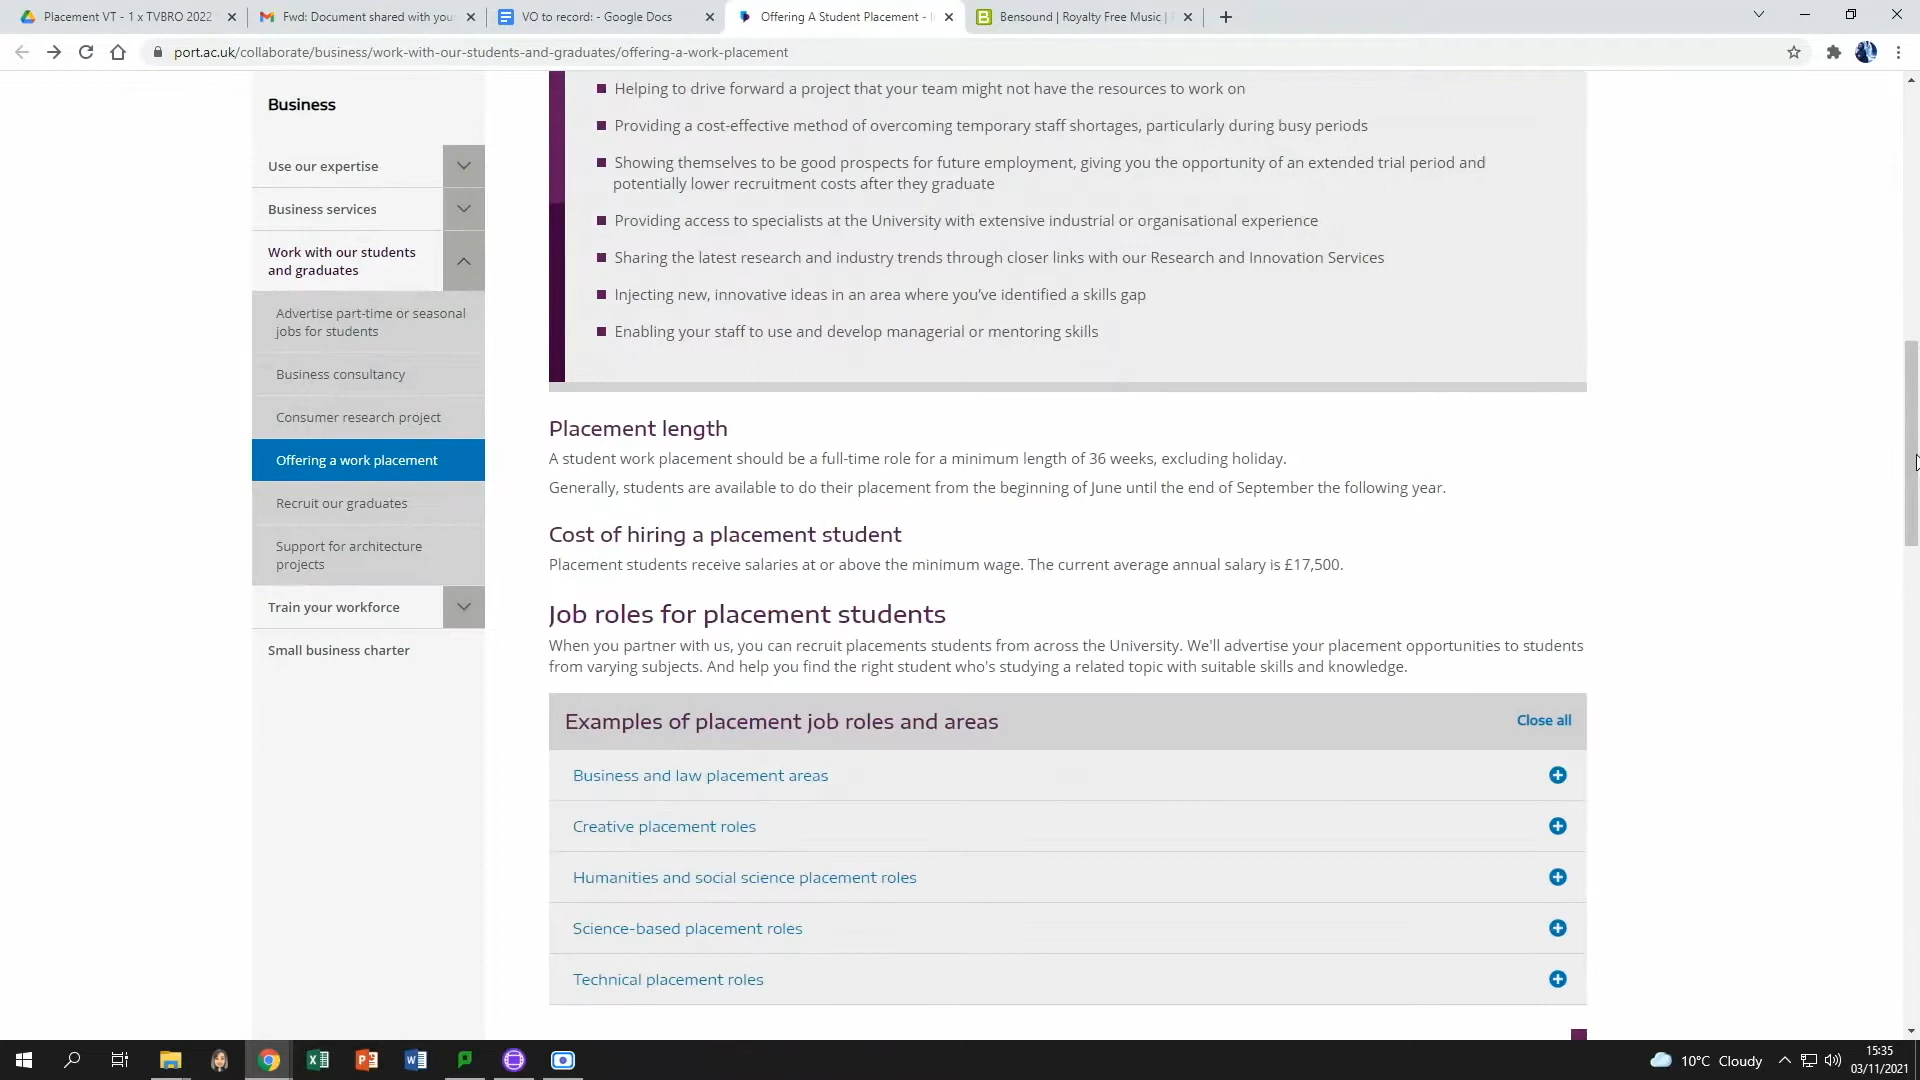 Placement VT - 1 x TVBRO 2022
Fwd: Document shared with you
VO to record: - Google Docs
Offering A Student Placement -
Bensound | Royalty Free Music |
port.ac.uk/collaborate/business/work-with-our-students-and-graduates/offering-a-work-placement
Business
Use our expertise
Business services
Work with our students
and graduates
Advertise part-time or seasonal
jobs for students
Business consultancy
Consumer research project
Offering a work placement
Recruit our graduates
Support for architecture
projects
Train your workforce
Small business charter
Helping to drive forward a project that your team might not have the resources to work on
Providing a cost-effective method of overcoming temporary staff shortages, particularly during busy periods
Showing themselves to be good prospects for future employment, giving you the opportunity of an extended trial period and
potentially lower recruitment costs after they graduate
Providing access to specialists at the University with extensive industrial or organisational experience
Sharing the latest research and industry trends through closer links with our Research and Innovation Services
Injecting new, innovative ideas in an area where you've identified a skills gap
Enabling your staff to use and develop managerial or mentoring skills
Placement length
A student work placement should be a full-time role for a minimum length of 36 weeks, excluding holiday.
Generally, students are available to do their placement from the beginning of June until the end of September the following year.
Cost of hiring a placement student
Placement students receive salaries at or above the minimum wage. The current average annual salary is £17,500.
Job roles for placement students
When you partner with us, you can recruit placements students from across the University. We'll advertise your placement opportunities to students
from varying subjects. And help you find the right student who's studying a related topic with suitable skills and knowledge.
Examples of placement job roles and areas
Close all
Business and law placement areas
Creative placement roles
Humanities and social science placement roles
Science-based placement roles
Technical placement roles
10°C Cloudy
15:35
03/11/2021